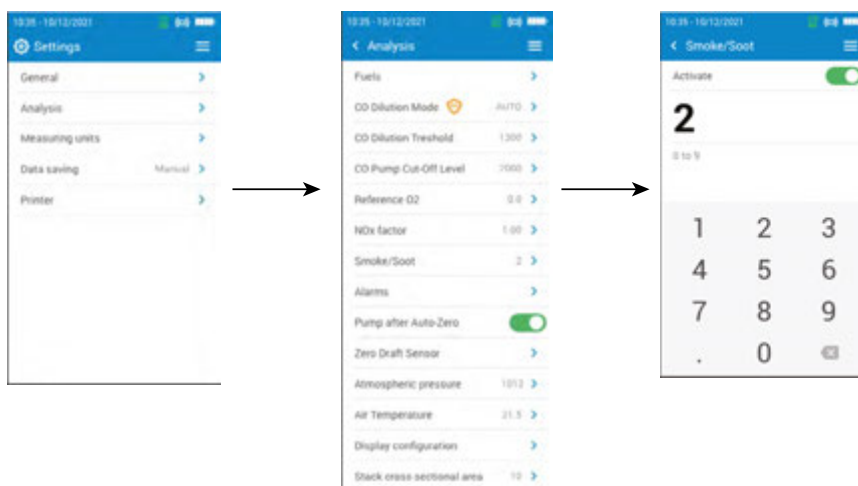 10:35 - 10/12/2021
Settings
General
Analysis
Measuring units
Data saving Manual
Printer
10:35 - 10/12/2021
Analysis
Fuels
CO Dilution Mode AUTO
CO Dilution Treshold 1300
CO Pump Cut-Off Level 2000
Reference O2 0.0
NOx factor 1.00
Smoke/Soot 2
Alarms
Pump after Auto-Zero
Zero Draft Sensor
Atmospheric pressure 1012
Air Temperature 21.5
Display configuration
Stack cross sectional area 10
10:35 - 10/12/2021
Smoke/Soot
Activate
2
0 to 9
1 2 3
4 5 6
7 8 9
. 0